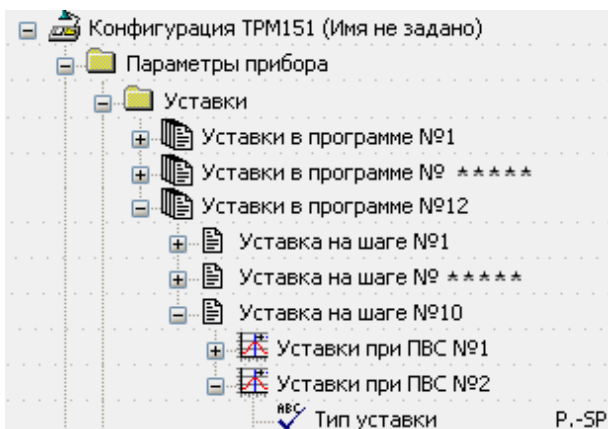 Конфигурация ТРМ151 (Имя не задано)
Параметры прибора
Уставки
Уставки в программе №1
Уставки в программе № *****
Уставки в программе №12
Уставка на шаге №1
Уставка на шаге № *****
Уставка на шаге №10
Уставки при ПВС №1
Уставки при ПВС №2
ABC Тип уставки P.-SP